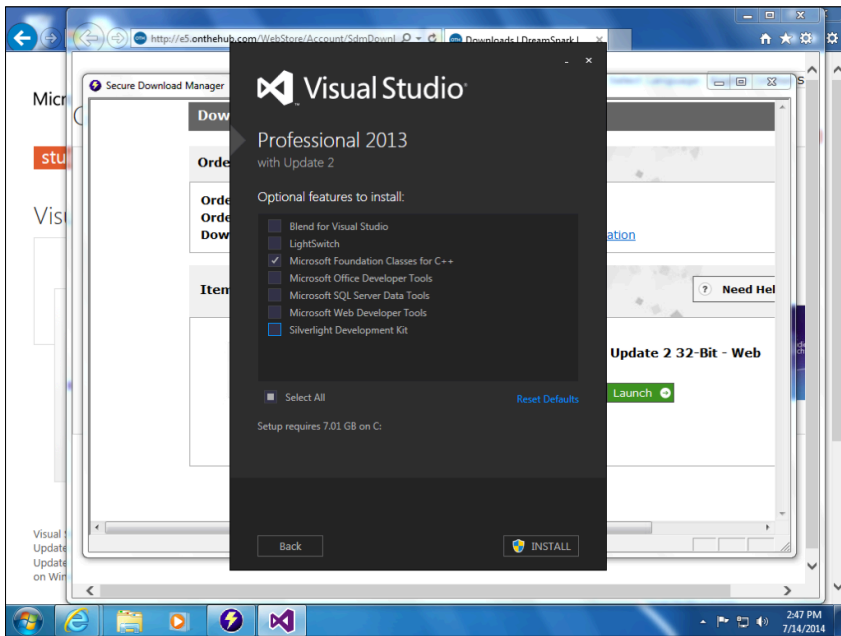 http://e5.onthehub.com/WebStore/Account/SdmDownl
Downloads | DreamSpark |
Secure Download Manager
Select Language
Micr
Dow
stu
Orde
Orde
Orde
Dow
ation
Visu
Item
Need Hel
Update 2 32-Bit - Web
Launch
Visual Studio
Professional 2013
with Update 2
Optional features to install:
Blend for Visual Studio
LightSwitch
Microsoft Foundation Classes for C++
Microsoft Office Developer Tools
Microsoft SQL Server Data Tools
Microsoft Web Developer Tools
Silverlight Development Kit
Select All
Reset Defaults
Setup requires 7.01 GB on C:
Back
INSTALL
Visual
Update
Update
on Win
2:47 PM
7/14/2014